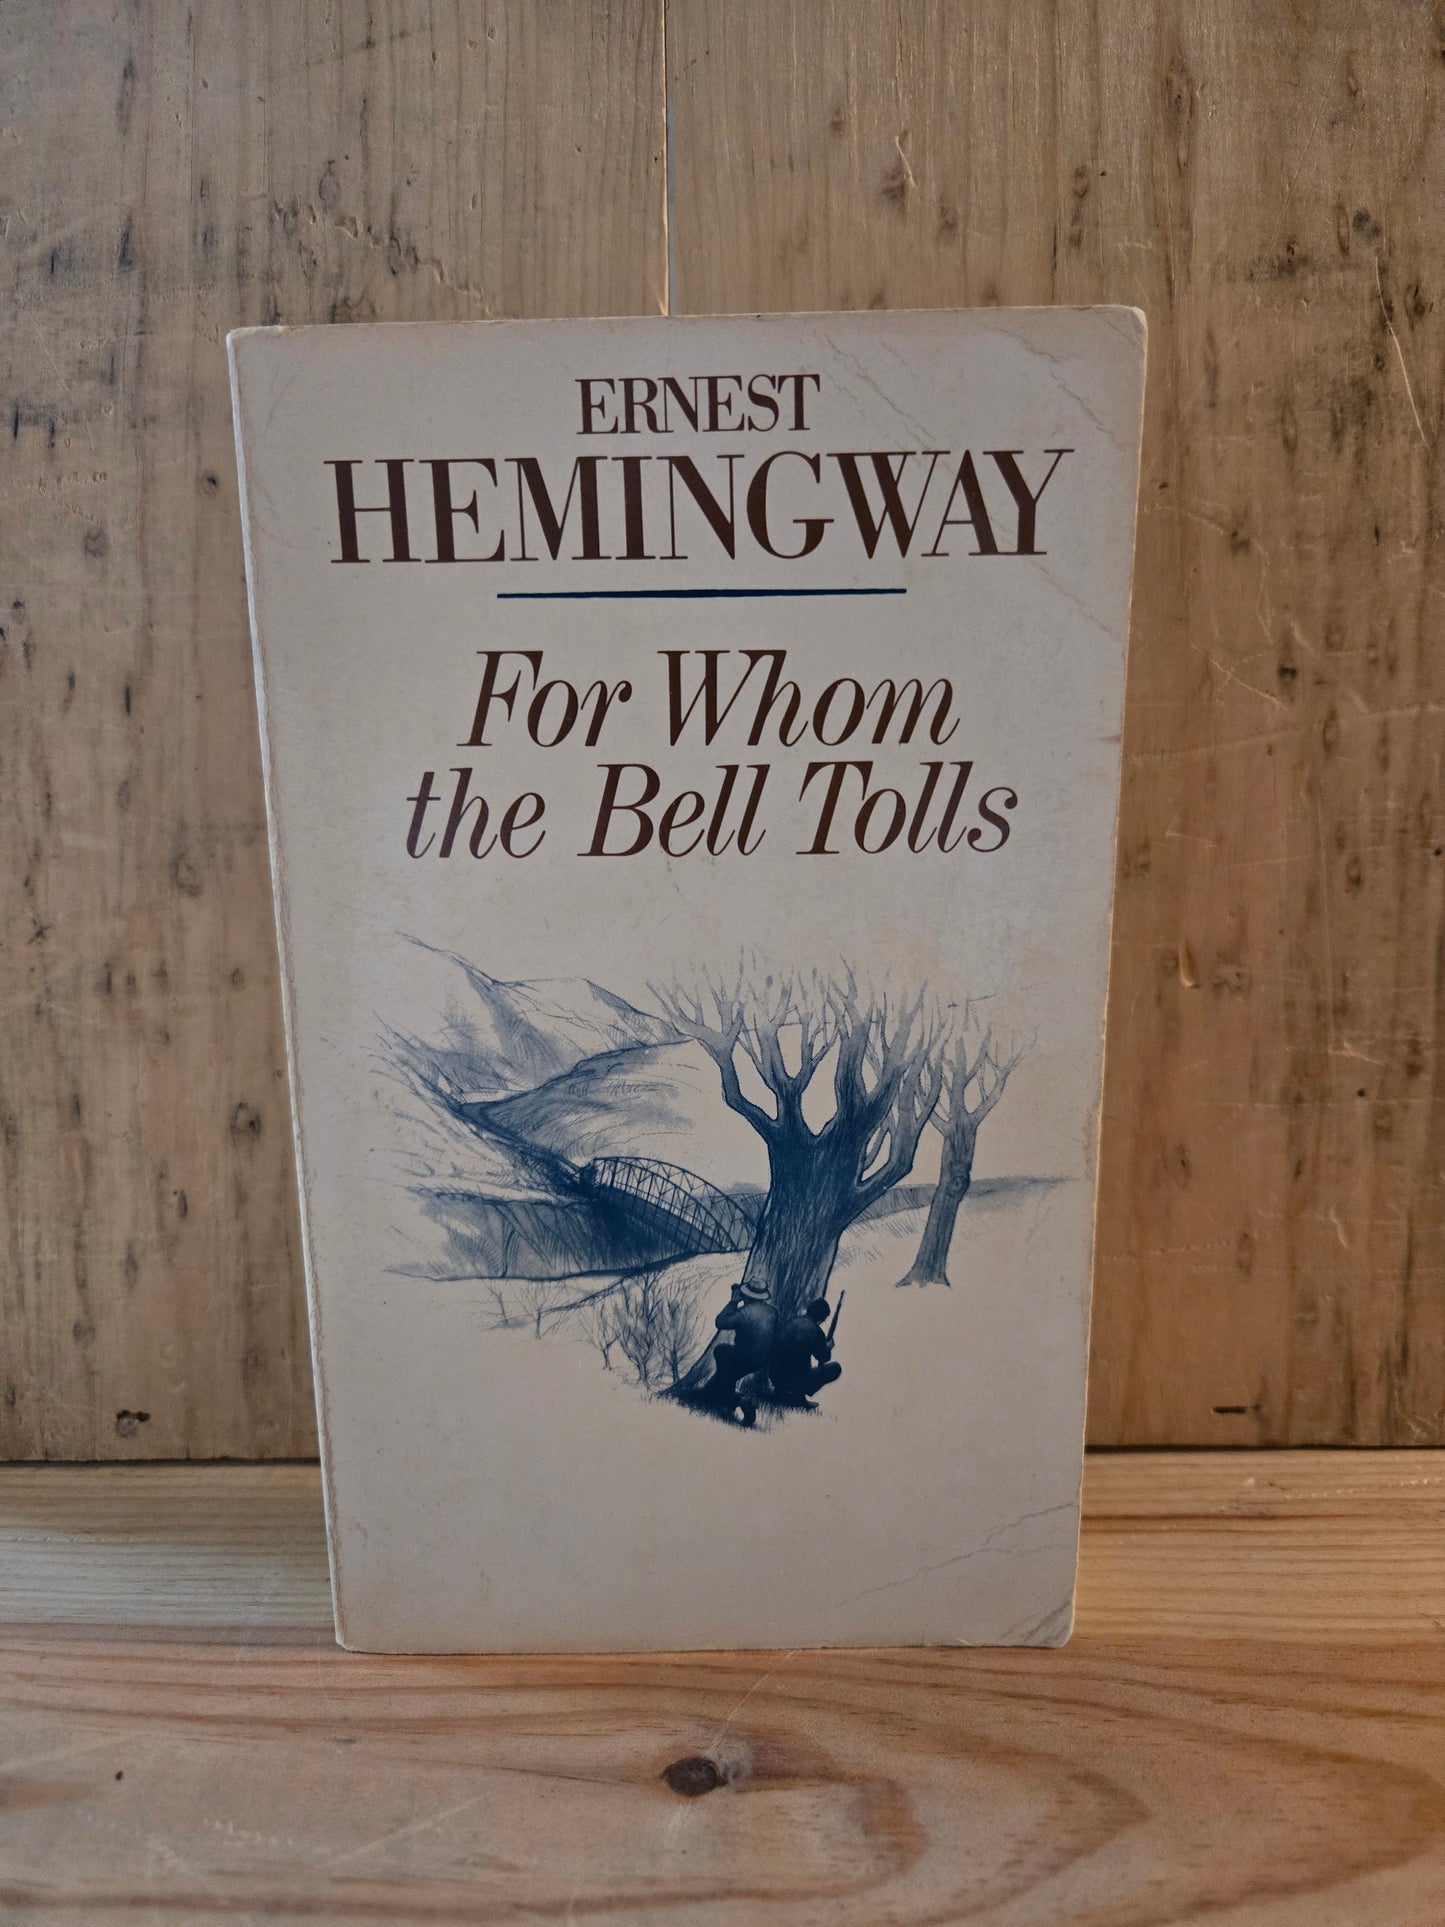 ERNEST
HEMINGWAY
For Whom
the Bell Tolls